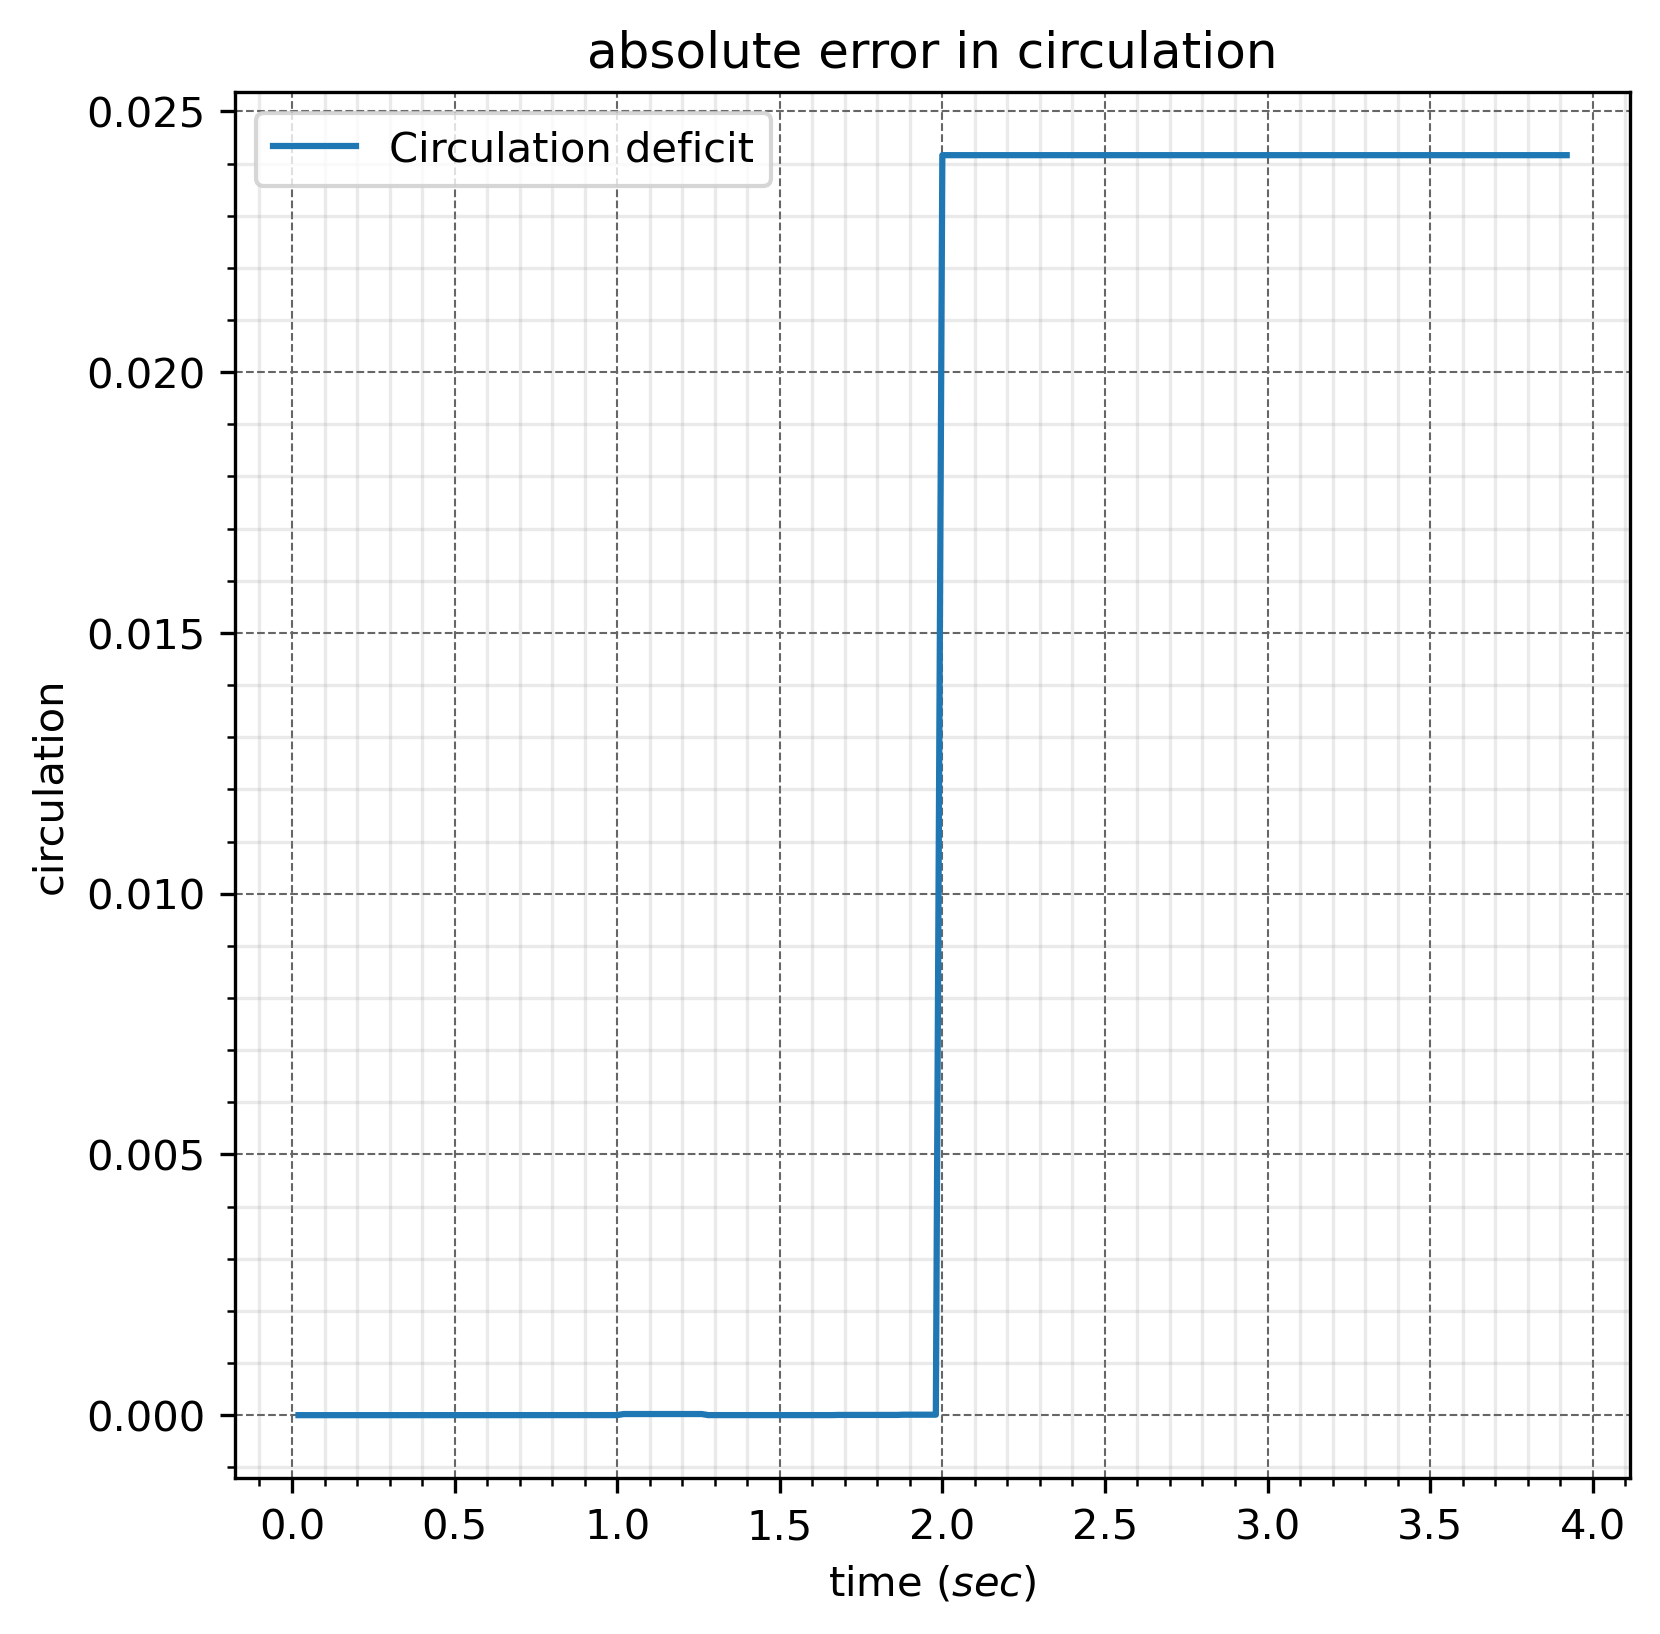 absolute error in circulation
Circulation deficit
0.025
0.020
0.015
0.010
0.005
0.000
circulation
0.0 0.5 1.0 1.5 2.0 2.5 3.0 3.5 4.0
time (sec)